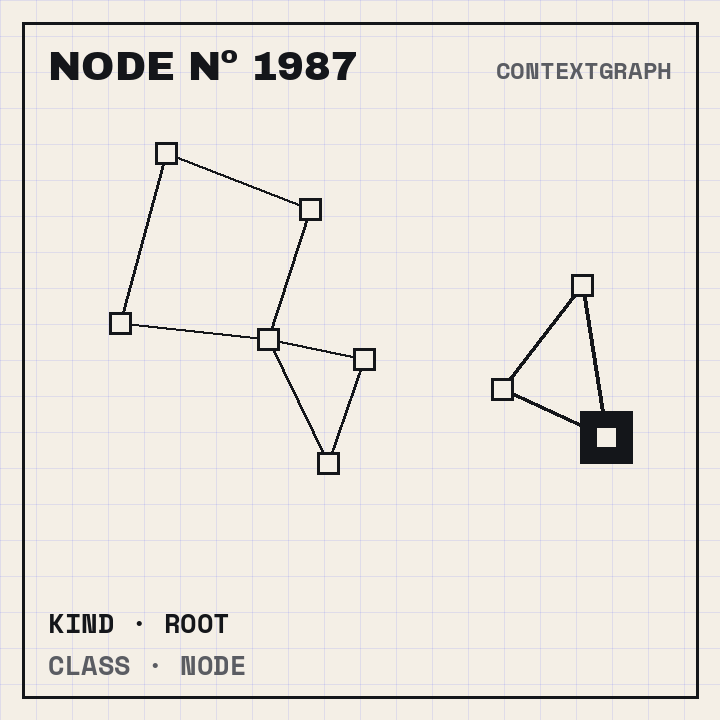 NODE Nº 1987
CONTEXTGRAPH
KIND · ROOT
CLASS · NODE